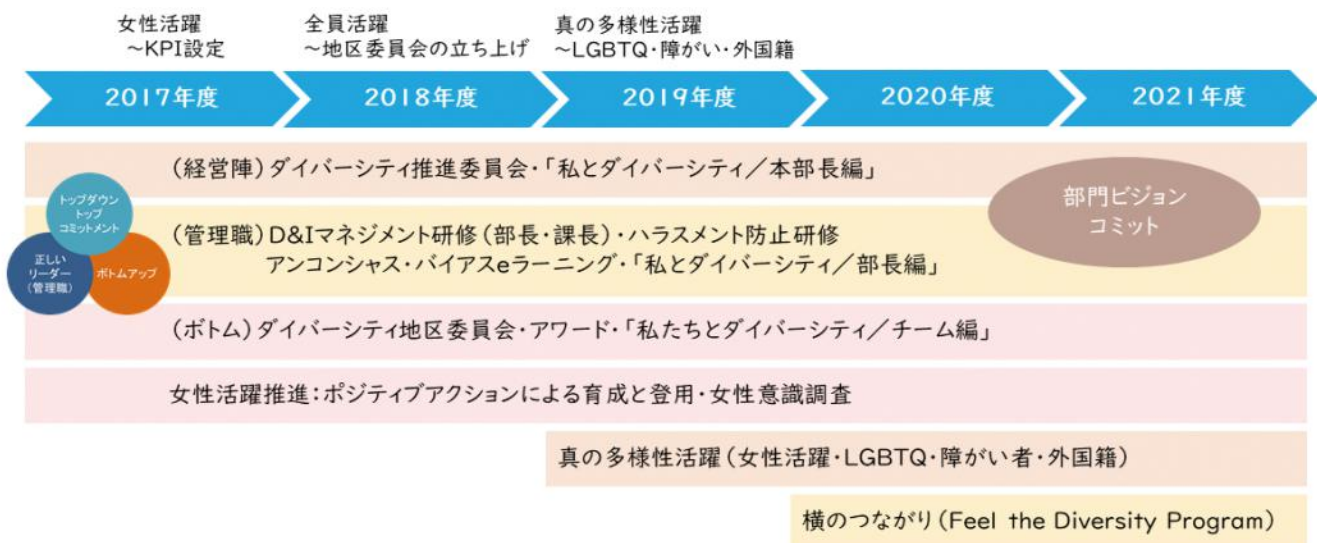 女性活躍
～KPI設定
全員活躍
～地区委員会の立ち上げ
真の多様性活躍
～LGBTQ・障がい・外国籍
2017年度
2018年度
2019年度
2020年度
2021年度
(経営陣)ダイバーシティ推進委員会・「私とダイバーシティ／本部長編」
トップダウン
トップ
コミットメント
正しい
リーダー
(管理職)
ボトムアップ
(管理職)D&Iマネジメント研修(部長・課長)・ハラスメント防止研修
アンコンシャス・バイアスeラーニング・「私とダイバーシティ／部長編」
部門ビジョン
コミット
(ボトム)ダイバーシティ地区委員会・アワード・「私たちとダイバーシティ／チーム編」
女性活躍推進：ポジティブアクションによる育成と登用・女性意識調査
真の多様性活躍(女性活躍・LGBTQ・障がい者・外国籍)
横のつながり(Feel the Diversity Program)